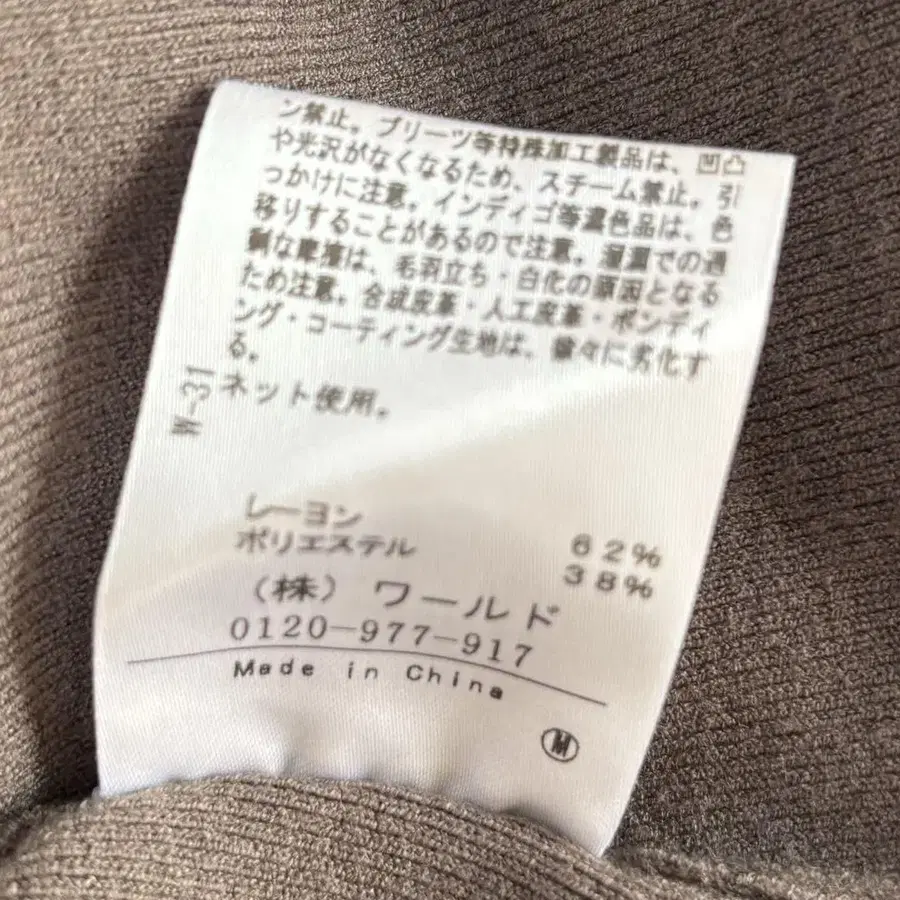 ン禁止。プリーツ等特殊加工製品は、凹凸
や光沢がなくなるため、スチーム禁止。引
っかけに注意。インディゴ等濃色品は、色
移りすることがあるので注意。湿潤での過
剰な摩擦は、毛羽立ち・白化の原因となる
ため注意。合成皮革・人工皮革・ボンディ
ング・コーティング生地は、徐々に劣化す
る。
ネット使用。
W-31
レーヨン 62%
ポリエステル 38%
(株) ワールド
0120-977-917
Made in China
M